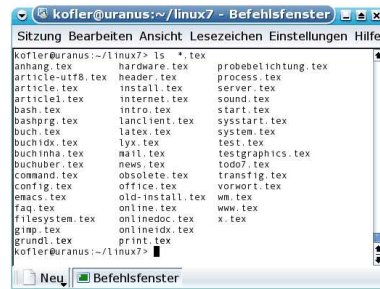 kofler@uranus:~/linux7 - Befehlsfenster
Sitzung Bearbeiten Ansicht Lesezeichen Einstellungen Hilfe
kofler@uranus:~/linux7> ls *.tex
anhang.tex hardware.tex probebelichtung.tex
article-utf8.tex header.tex process.tex
article.tex install.tex server.tex
article1.tex internet.tex sound.tex
bash.tex intro.tex start.tex
bashprg.tex lanclient.tex sysstart.tex
buch.tex latex.tex system.tex
buchidx.tex lyx.tex test.tex
buchinha.tex mail.tex testgraphics.tex
buchuber.tex news.tex todo7.tex
command.tex obsolete.tex transfig.tex
config.tex office.tex vorwort.tex
emacs.tex old-install.tex wm.tex
faq.tex online.tex www.tex
filesystem.tex onlinedoc.tex x.tex
gimp.tex onlineidx.tex
grundl.tex print.tex
kofler@uranus:~/linux7>
Neu Befehlsfenster